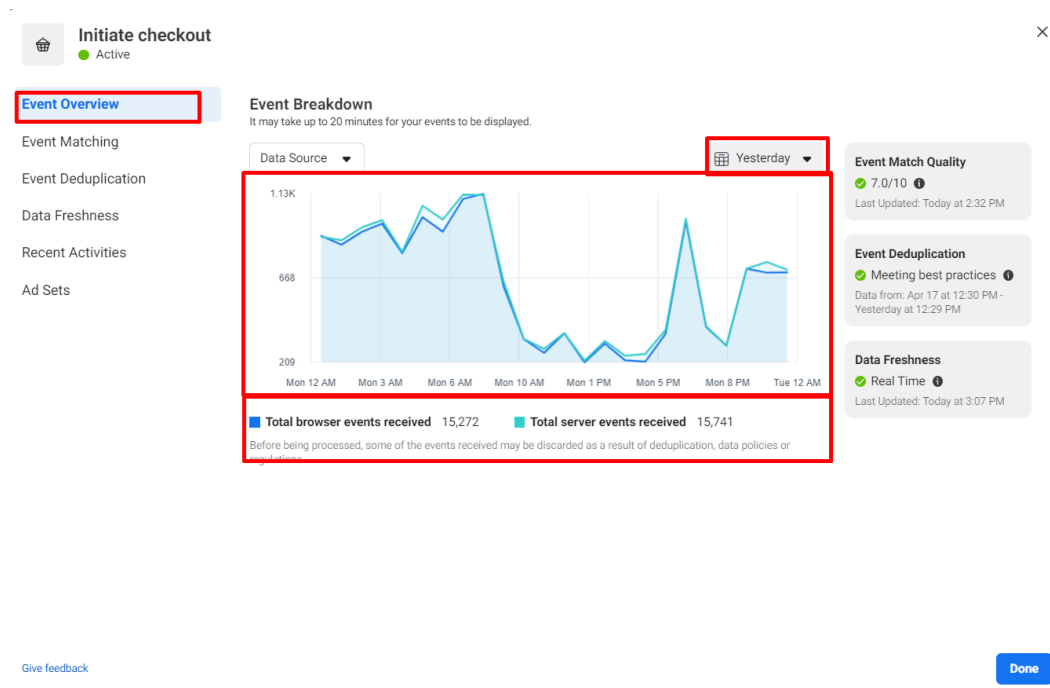 Initiate checkout
Active
Event Overview
Event Matching
Event Deduplication
Data Freshness
Recent Activities
Ad Sets
Event Breakdown
It may take up to 20 minutes for your events to be displayed.
Data Source
Yesterday
1.13K
668
209
Mon 12 AM Mon 3 AM Mon 6 AM Mon 10 AM Mon 1 PM Mon 5 PM Mon 8 PM Tue 12 AM
Total browser events received 15,272 Total server events received 15,741
Before being processed, some of the events received may be discarded as a result of deduplication, data policies or
regulations.
Event Match Quality
7.0/10
Last Updated: Today at 2:32 PM
Event Deduplication
Meeting best practices
Data from: Apr 17 at 12:30 PM -
Yesterday at 12:29 PM
Data Freshness
Real Time
Last Updated: Today at 3:07 PM
Give feedback
Done